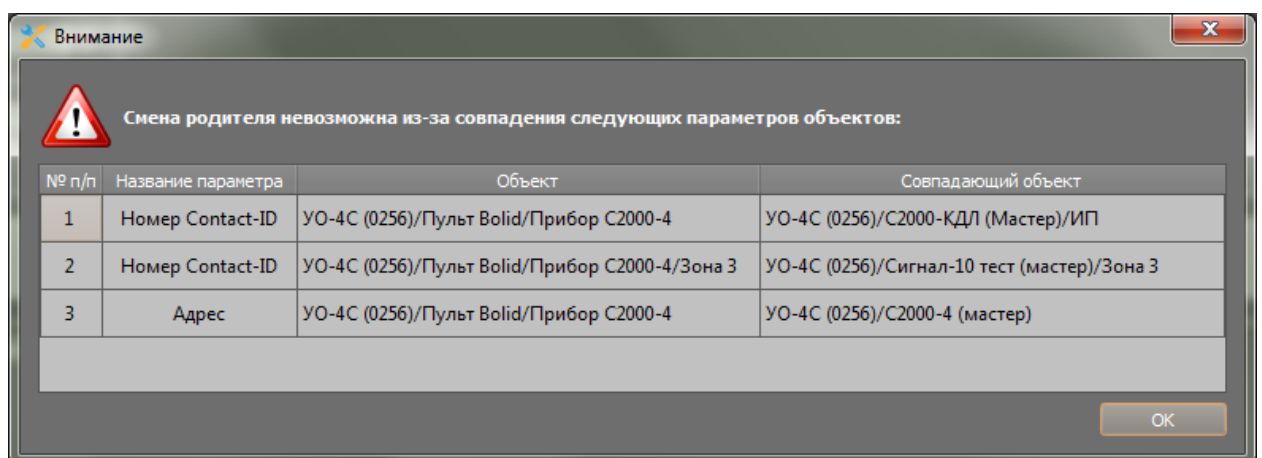 Внимание
Смена родителя невозможна из-за совпадения следующих параметров объектов:
№ п/п Название параметра Объект Совпадающий объект
1 Номер Contact-ID УО-4С (0256)/Пульт Bolid/Прибор С2000-4 УО-4С (0256)/С2000-КДЛ (Мастер)/ИП
2 Номер Contact-ID УО-4С (0256)/Пульт Bolid/Прибор С2000-4/Зона 3 УО-4С (0256)/Сигнал-10 тест (мастер)/Зона 3
3 Адрес УО-4С (0256)/Пульт Bolid/Прибор С2000-4 УО-4С (0256)/С2000-4 (мастер)
OK